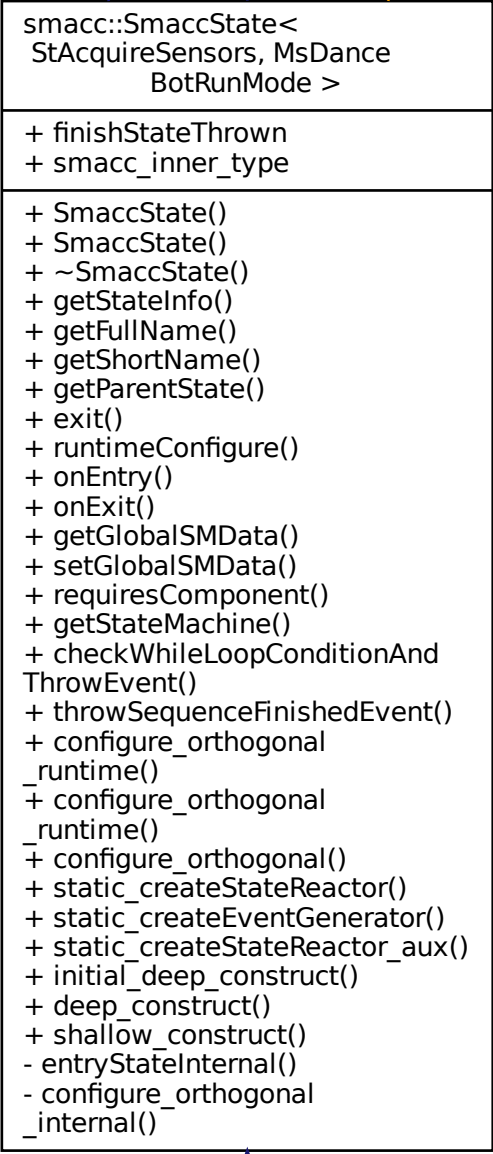 smacc::SmaccState<
StAcquireSensors, MsDance
BotRunMode >
+ finishStateThrown
+ smacc_inner_type
+ SmaccState()
+ SmaccState()
+ ~SmaccState()
+ getStateInfo()
+ getFullName()
+ getShortName()
+ getParentState()
+ exit()
+ runtimeConfigure()
+ onEntry()
+ onExit()
+ getGlobalSMData()
+ setGlobalSMData()
+ requiresComponent()
+ getStateMachine()
+ checkWhileLoopConditionAnd
ThrowEvent()
+ throwSequenceFinishedEvent()
+ configure_orthogonal
_runtime()
+ configure_orthogonal
_runtime()
+ configure_orthogonal()
+ static_createStateReactor()
+ static_createEventGenerator()
+ static_createStateReactor_aux()
+ initial_deep_construct()
+ deep_construct()
+ shallow_construct()
- entryStateInternal()
- configure_orthogonal
_internal()